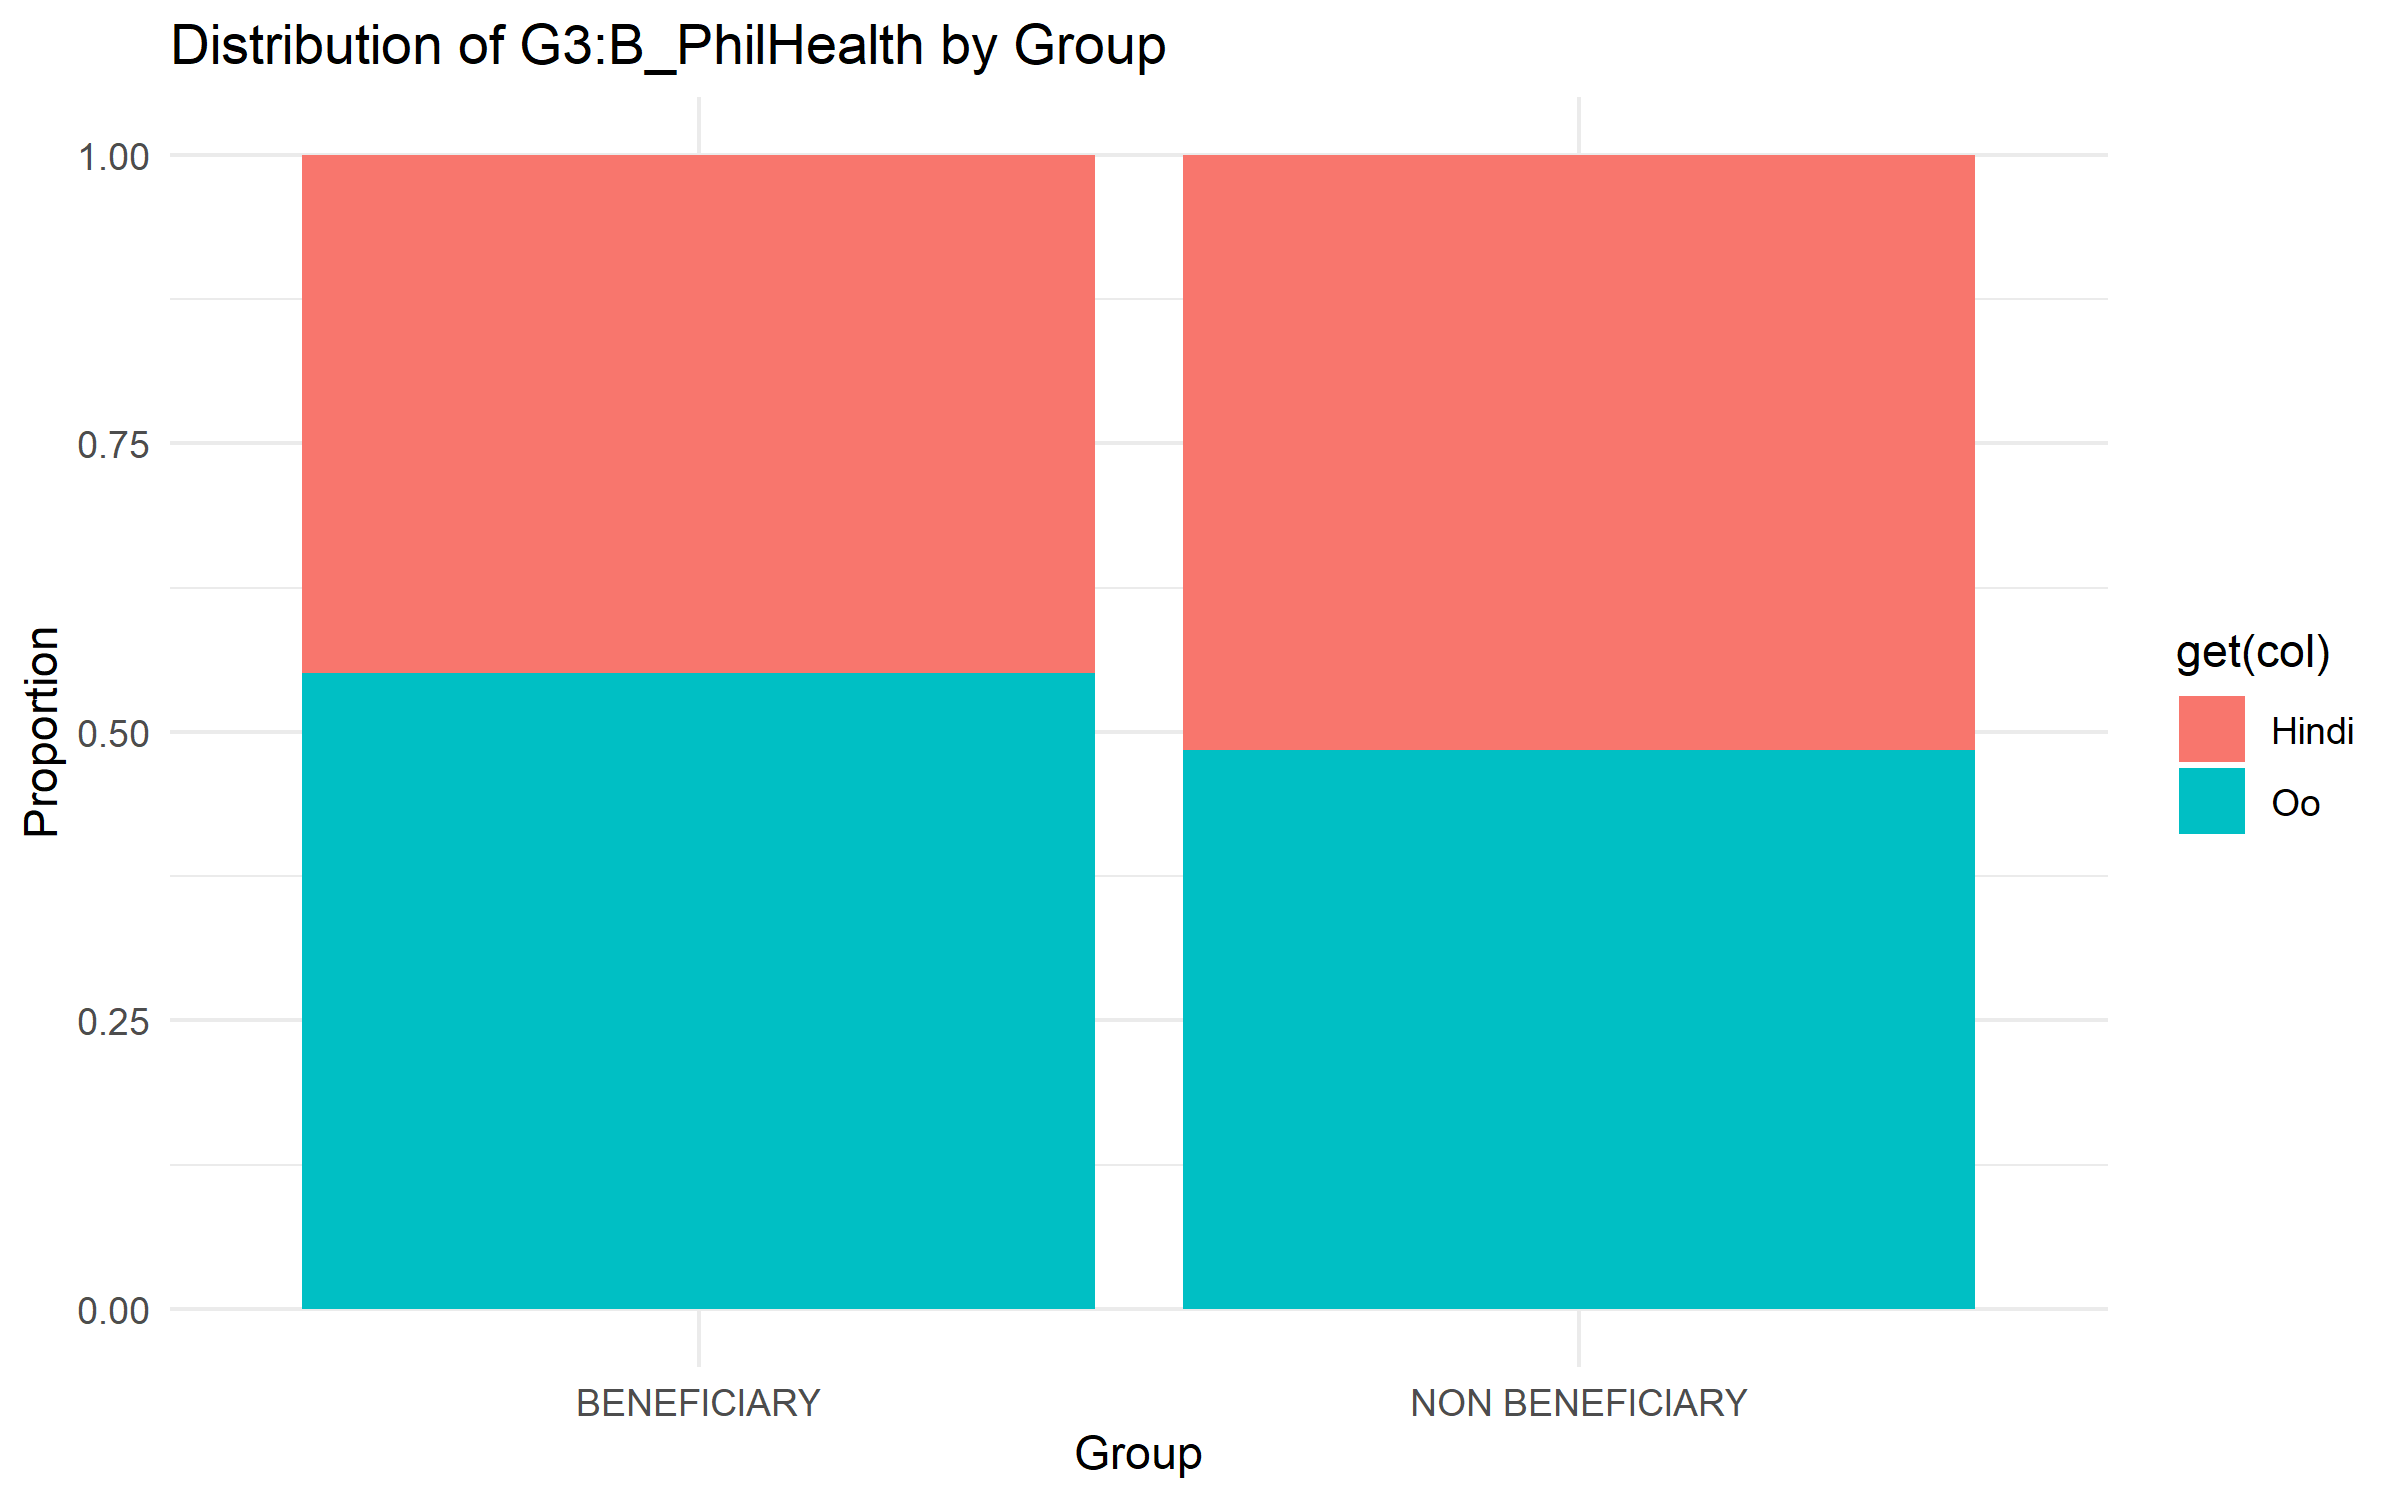 Distribution of G3:B_PhilHealth by Group
1.00
0.75
0.50
0.25
0.00
Proportion
BENEFICIARY
NON BENEFICIARY
Group
get(col)
Hindi
Oo